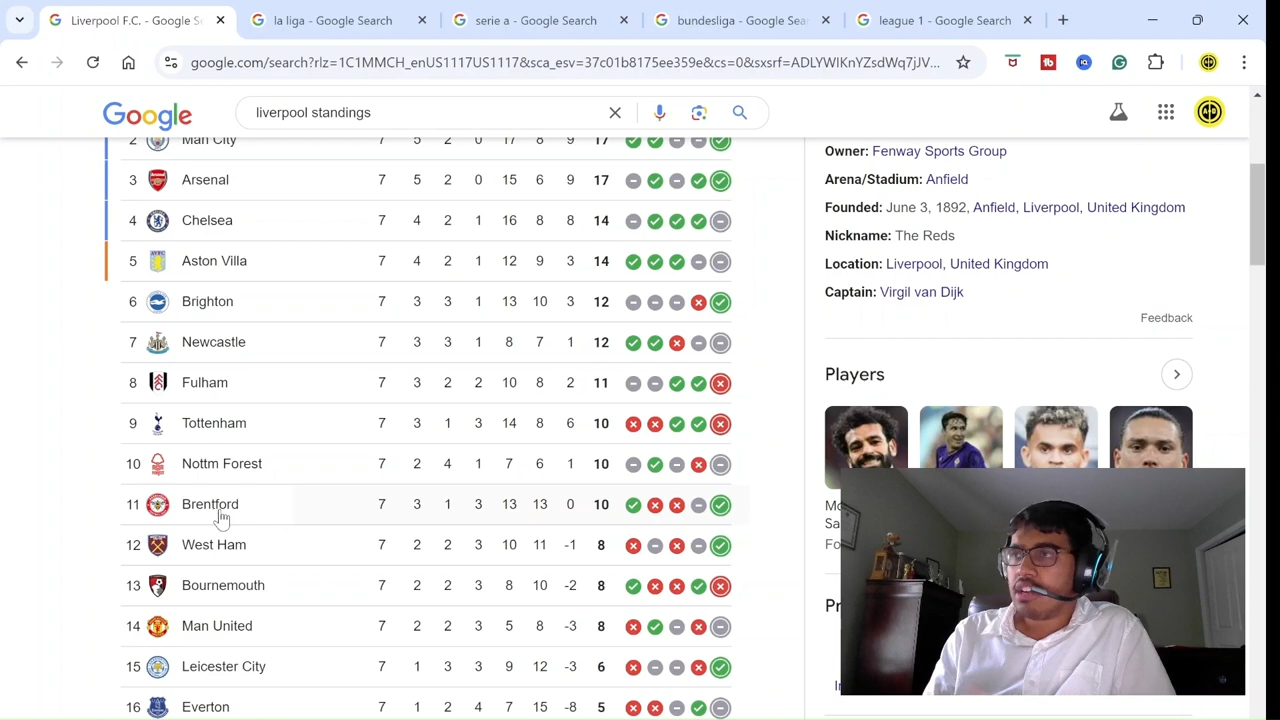 Liverpool F.C. - Google S
la liga - Google Search
serie a - Google Search
bundesliga - Google Sea
league 1 - Google Search
google.com/search?rlz=1C1MMCH_enUS1117US1117&sca_esv=37c01b8175ee359e&cs=0&sxsrf=ADLYWIKnYZsdWq7jJV...
Google
liverpool standings
2 Man City 7 5 2 0 17 8 9 17
3 Arsenal 7 5 2 0 15 6 9 17
4 Chelsea 7 4 2 1 16 8 8 14
5 Aston Villa 7 4 2 1 12 9 3 14
6 Brighton 7 3 3 1 13 10 3 12
7 Newcastle 7 3 3 1 8 7 1 12
8 Fulham 7 3 2 2 10 8 2 11
9 Tottenham 7 3 1 3 14 8 6 10
10 Nottm Forest 7 2 4 1 7 6 1 10
11 Brentford 7 3 1 3 13 13 0 10
12 West Ham 7 2 2 3 10 11 -1 8
13 Bournemouth 7 2 2 3 8 10 -2 8
14 Man United 7 2 2 3 5 8 -3 8
15 Leicester City 7 1 3 3 9 12 -3 6
16 Everton 7 1 2 4 7 15 -8 5
Owner: Fenway Sports Group
Arena/Stadium: Anfield
Founded: June 3, 1892, Anfield, Liverpool, United Kingdom
Nickname: The Reds
Location: Liverpool, United Kingdom
Captain: Virgil van Dijk
Feedback
Players
Mo
Sa
Fo
Pr
In